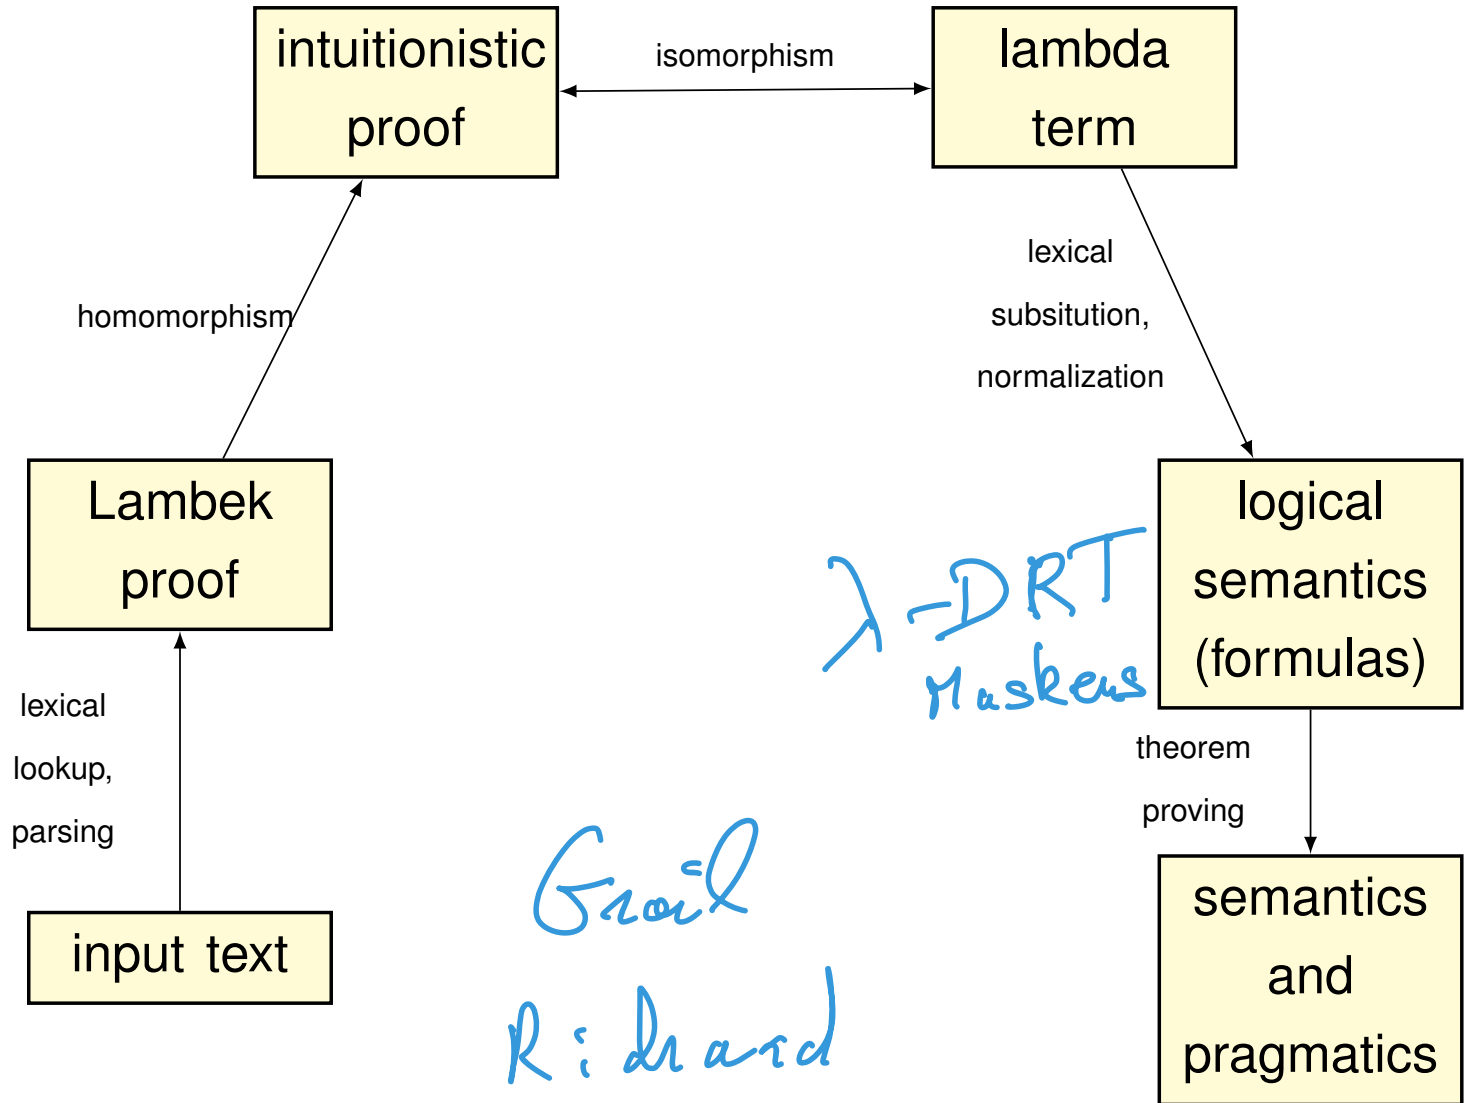 intuitionistic
proof
isomorphism
lambda
term
homomorphism
lexical
subsitution,
normalization
Lambek
proof
logical
semantics
(formulas)
λ-DRT
Muskens
lexical
lookup,
parsing
theorem
proving
input text
Grail
Richard
semantics
and
pragmatics